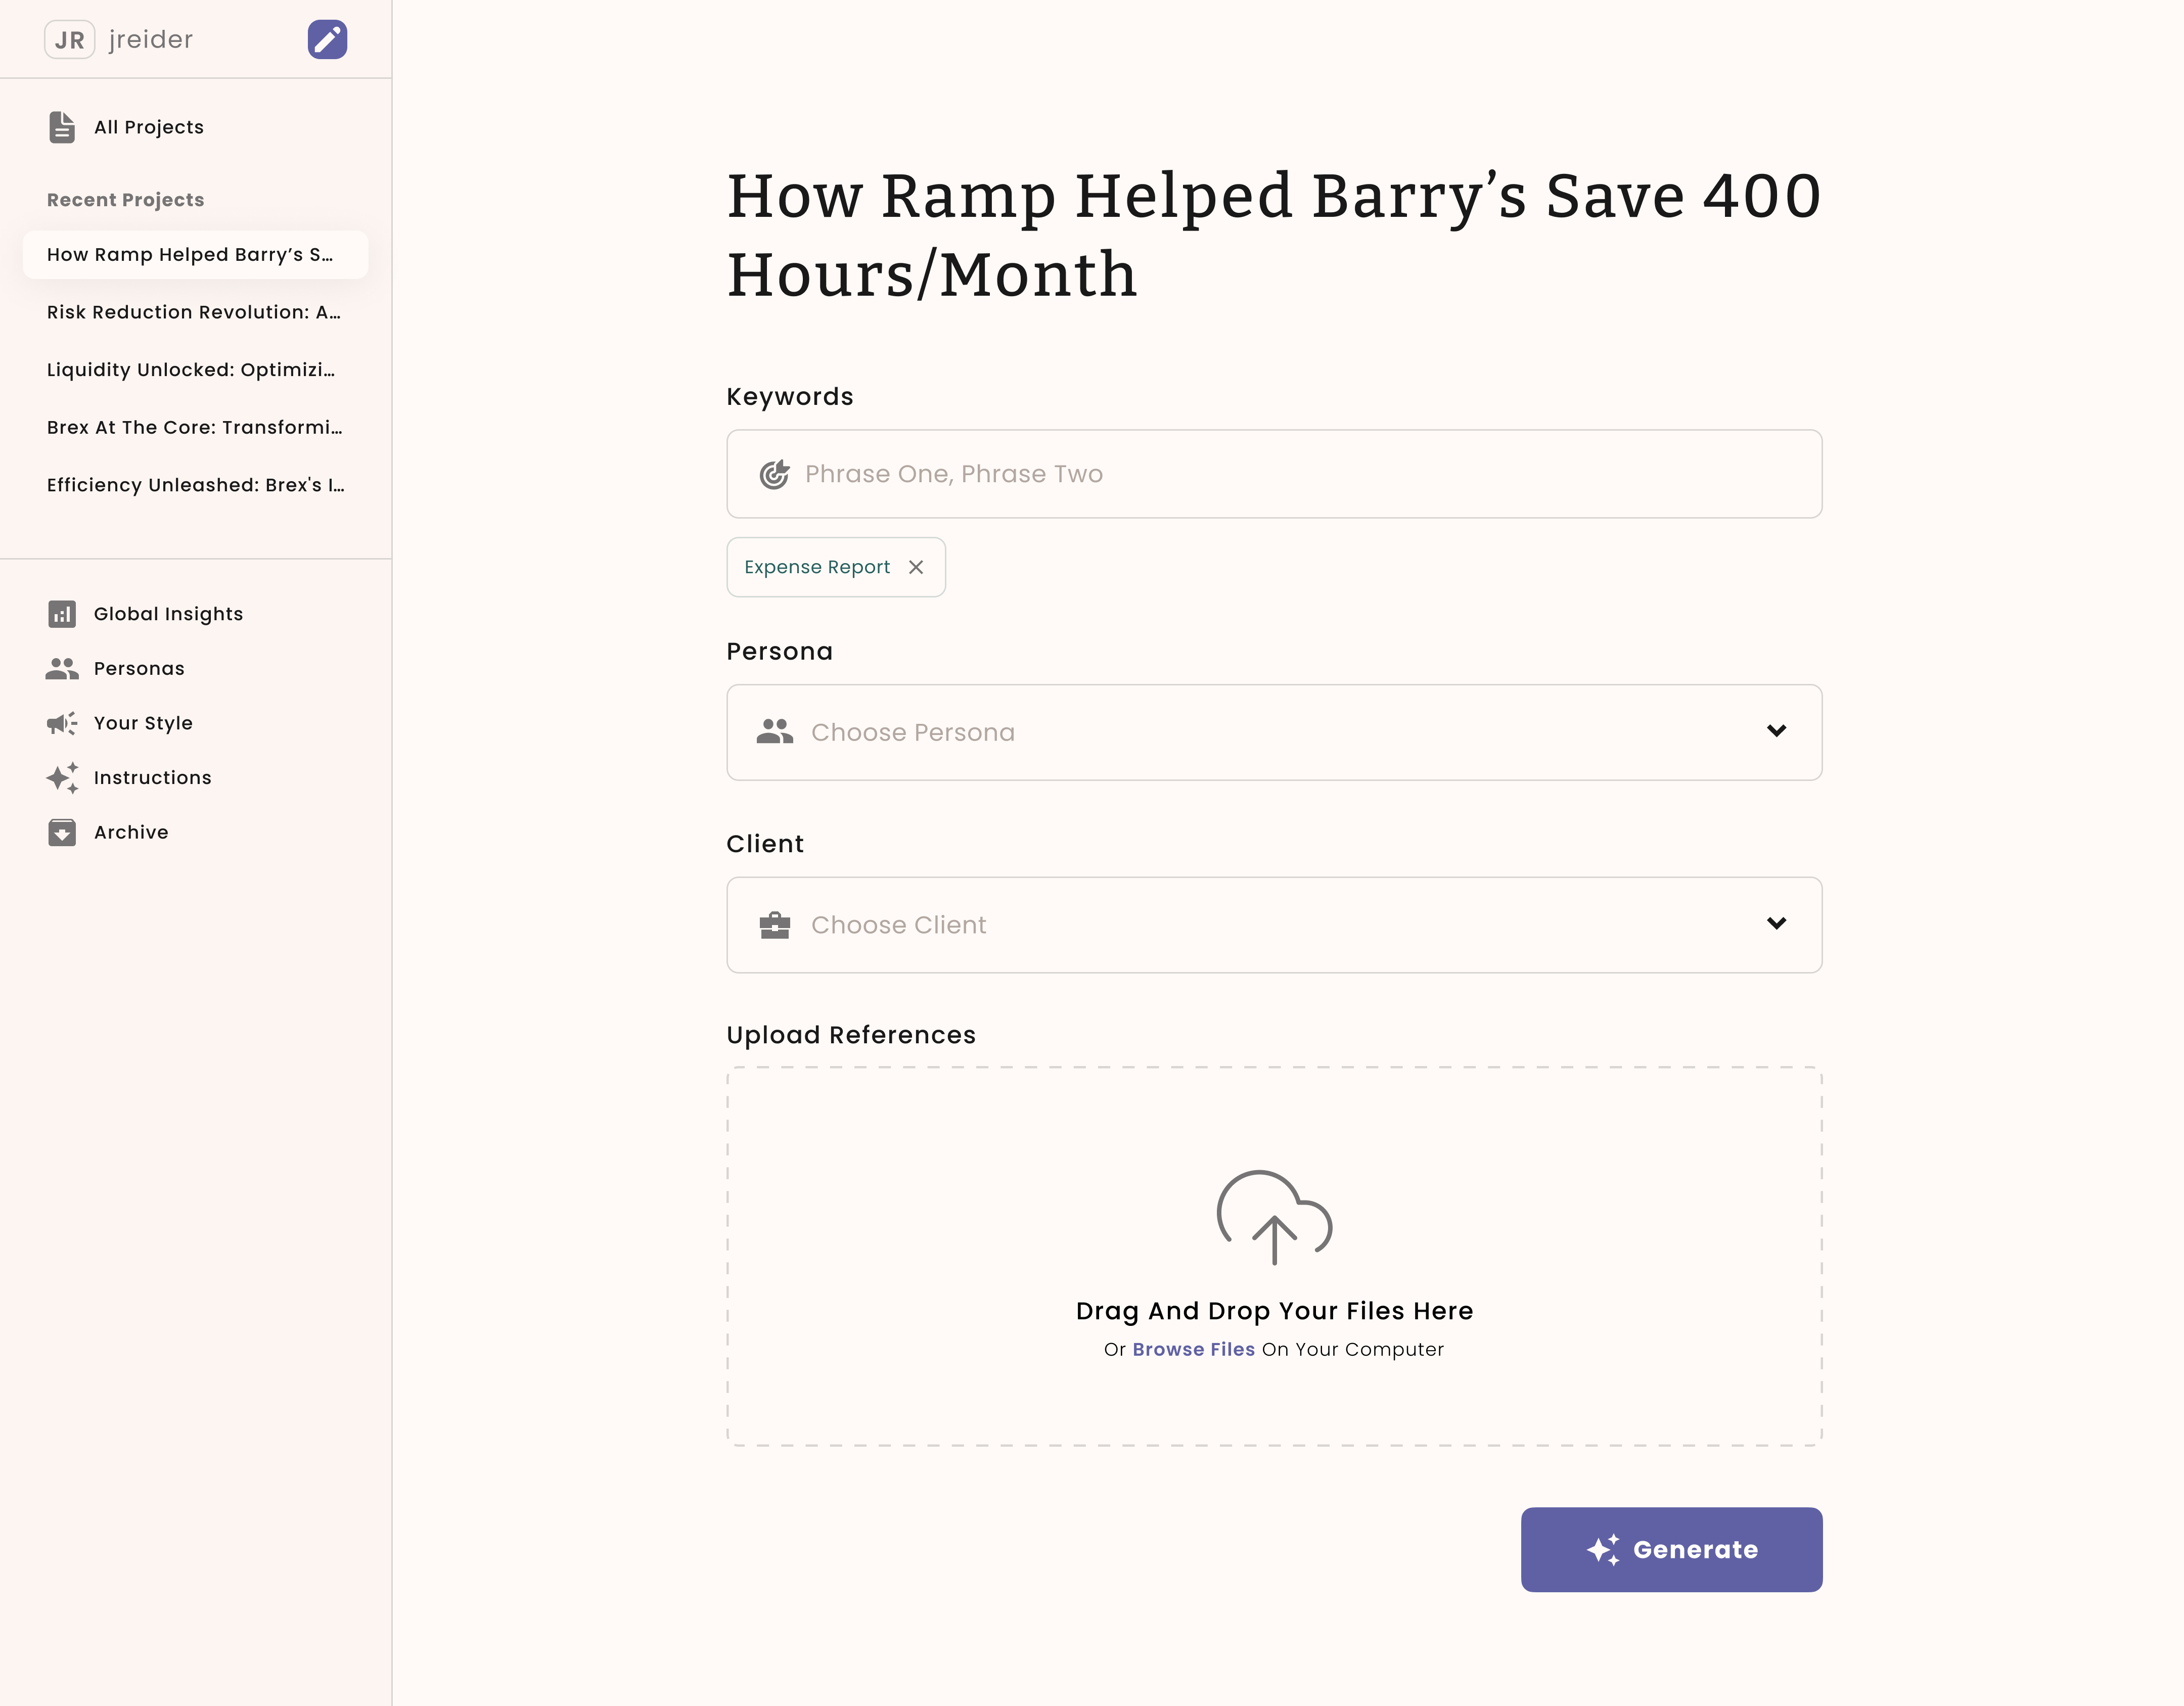 JR jreider
All Projects
Recent Projects
How Ramp Helped Barry’s S...
Risk Reduction Revolution: A...
Liquidity Unlocked: Optimizi...
Brex At The Core: Transformi...
Efficiency Unleashed: Brex's I...
Global Insights
Personas
Your Style
Instructions
Archive
How Ramp Helped Barry’s Save 400
Hours/Month
Keywords
Phrase One, Phrase Two
Expense Report
Persona
Choose Persona
Client
Choose Client
Upload References
Drag And Drop Your Files Here
Or Browse Files On Your Computer
Generate